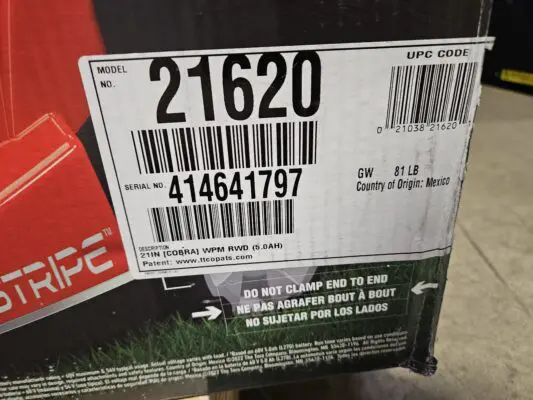 MODEL NO. 21620
UPC CODE
0 21038 21620
SERIAL NO. 414641797
GW 81 LB
Country of Origin: Mexico
DESCRIPTION
21IN [COBRA] WPM RWD (5.0AH)
Patent: www.ttcopats.com
STRIPE™
DO NOT CLAMP END TO END
NE PAS AGRAFER BOUT À BOUT
NO SUJETAR POR LOS LADOS